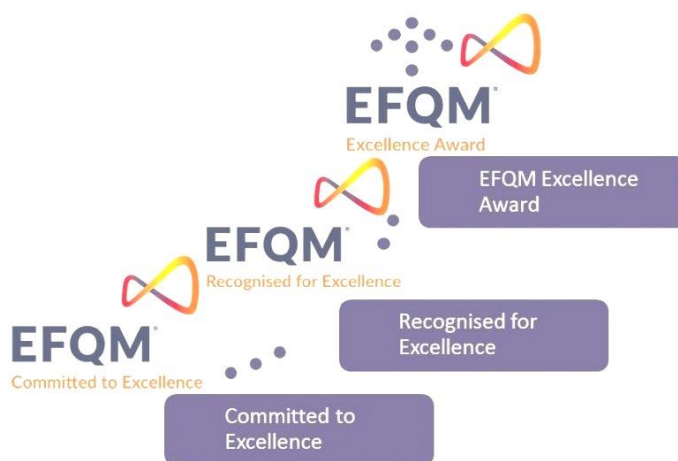 EFQM®
Excellence Award
EFQM Excellence
Award
EFQM®
Recognised for Excellence
Recognised for
Excellence
EFQM®
Committed to Excellence
Committed to
Excellence